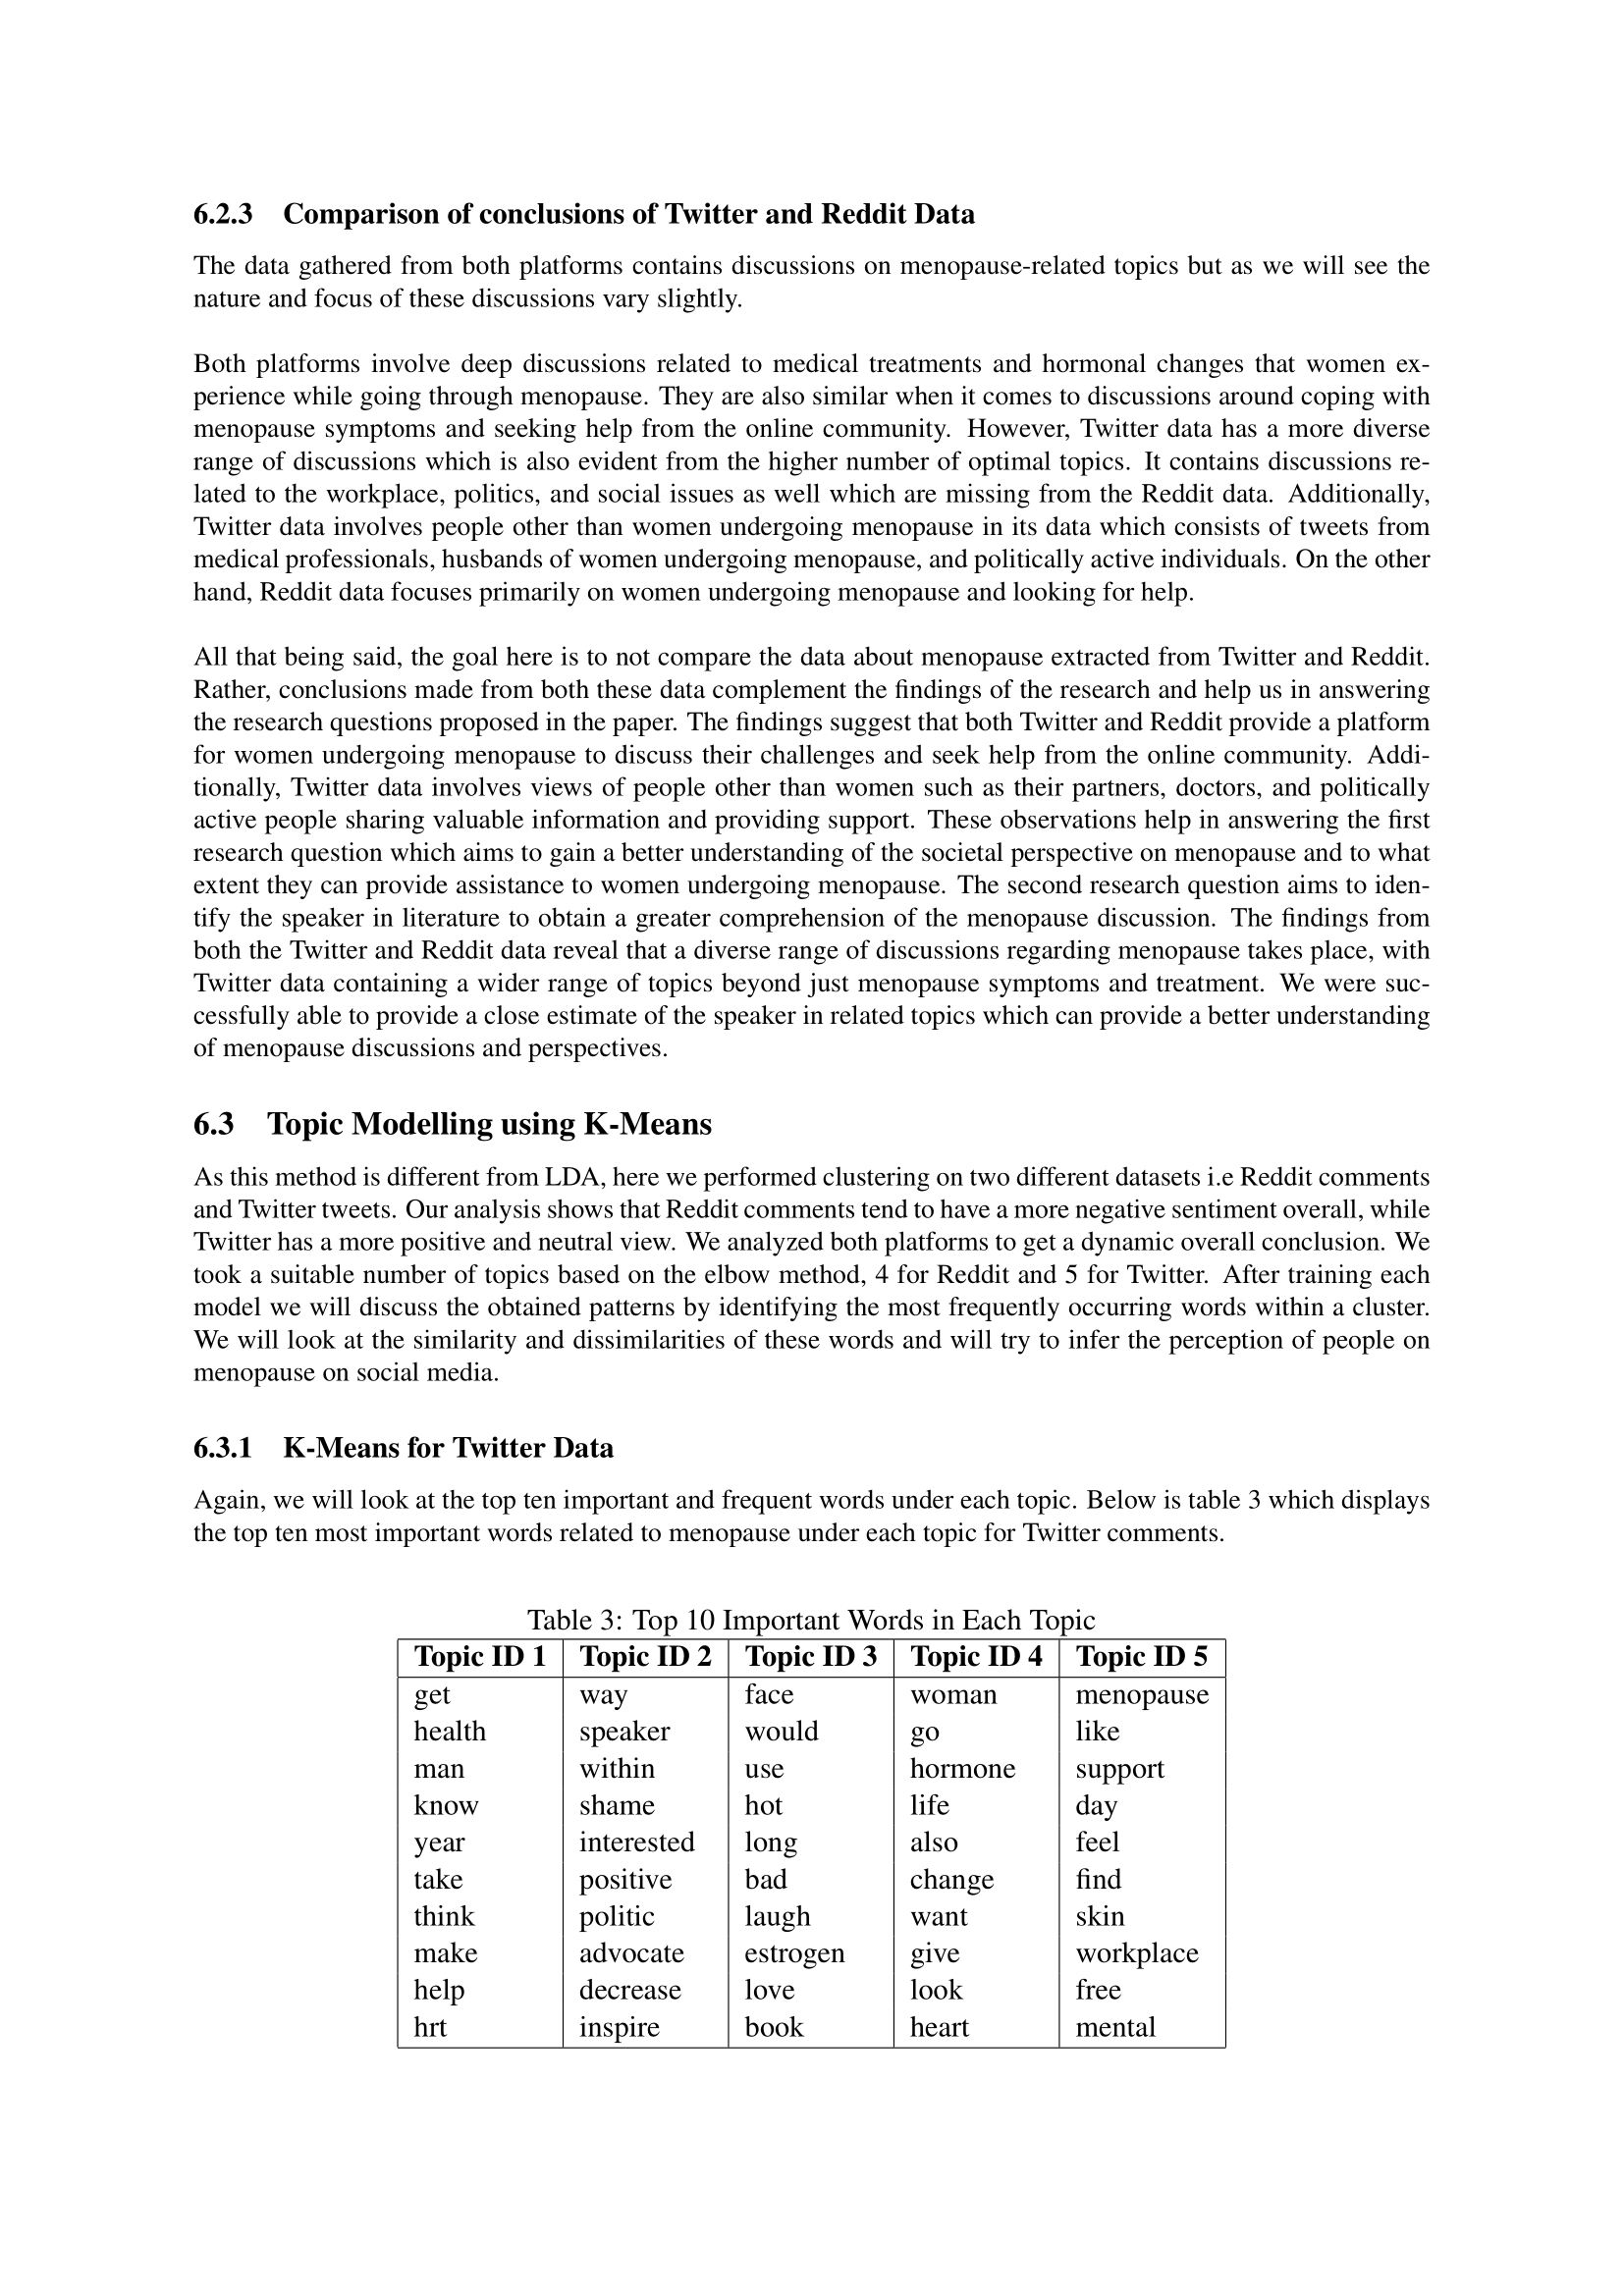 6.2.3 Comparison of conclusions of Twitter and Reddit Data
The data gathered from both platforms contains discussions on menopause-related topics but as we will see the
nature and focus of these discussions vary slightly.
Both platforms involve deep discussions related to medical treatments and hormonal changes that women ex-
perience while going through menopause. They are also similar when it comes to discussions around coping with
menopause symptoms and seeking help from the online community. However, Twitter data has a more diverse
range of discussions which is also evident from the higher number of optimal topics. It contains discussions re-
lated to the workplace, politics, and social issues as well which are missing from the Reddit data. Additionally,
Twitter data involves people other than women undergoing menopause in its data which consists of tweets from
medical professionals, husbands of women undergoing menopause, and politically active individuals. On the other
hand, Reddit data focuses primarily on women undergoing menopause and looking for help.
All that being said, the goal here is to not compare the data about menopause extracted from Twitter and Reddit.
Rather, conclusions made from both these data complement the findings of the research and help us in answering
the research questions proposed in the paper. The findings suggest that both Twitter and Reddit provide a platform
for women undergoing menopause to discuss their challenges and seek help from the online community. Addi-
tionally, Twitter data involves views of people other than women such as their partners, doctors, and politically
active people sharing valuable information and providing support. These observations help in answering the first
research question which aims to gain a better understanding of the societal perspective on menopause and to what
extent they can provide assistance to women undergoing menopause. The second research question aims to iden-
tify the speaker in literature to obtain a greater comprehension of the menopause discussion. The findings from
both the Twitter and Reddit data reveal that a diverse range of discussions regarding menopause takes place, with
Twitter data containing a wider range of topics beyond just menopause symptoms and treatment. We were suc-
cessfully able to provide a close estimate of the speaker in related topics which can provide a better understanding
of menopause discussions and perspectives.
6.3 Topic Modelling using K-Means
As this method is different from LDA, here we performed clustering on two different datasets i.e Reddit comments
and Twitter tweets. Our analysis shows that Reddit comments tend to have a more negative sentiment overall, while
Twitter has a more positive and neutral view. We analyzed both platforms to get a dynamic overall conclusion. We
took a suitable number of topics based on the elbow method, 4 for Reddit and 5 for Twitter. After training each
model we will discuss the obtained patterns by identifying the most frequently occurring words within a cluster.
We will look at the similarity and dissimilarities of these words and will try to infer the perception of people on
menopause on social media.
6.3.1 K-Means for Twitter Data
Again, we will look at the top ten important and frequent words under each topic. Below is table 3 which displays
the top ten most important words related to menopause under each topic for Twitter comments.
Table 3: Top 10 Important Words in Each Topic
Topic ID 1 Topic ID 2 Topic ID 3 Topic ID 4 Topic ID 5
get way face woman menopause
health speaker would go like
man within use hormone support
know shame hot life day
year interested long also feel
take positive bad change find
think politic laugh want skin
make advocate estrogen give workplace
help decrease love look free
hrt inspire book heart mental